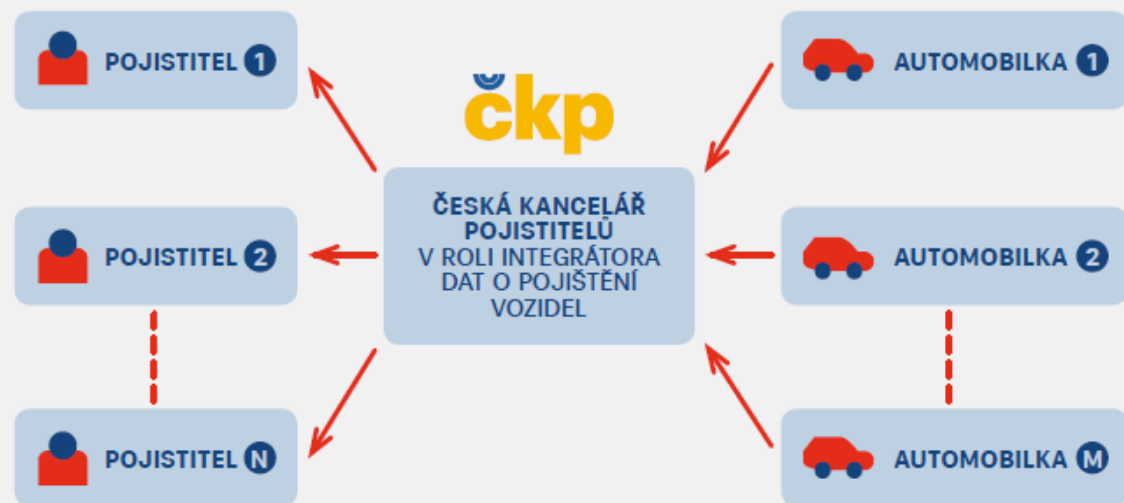 POJISTITEL 1
POJISTITEL 2
POJISTITEL N
čkp
ČESKÁ KANCELÁŘ
POJISTITELŮ
V ROLI INTEGRÁTORA
DAT O POJIŠTĚNÍ
VOZIDEL
AUTOMOBILKA 1
AUTOMOBILKA 2
AUTOMOBILKA M